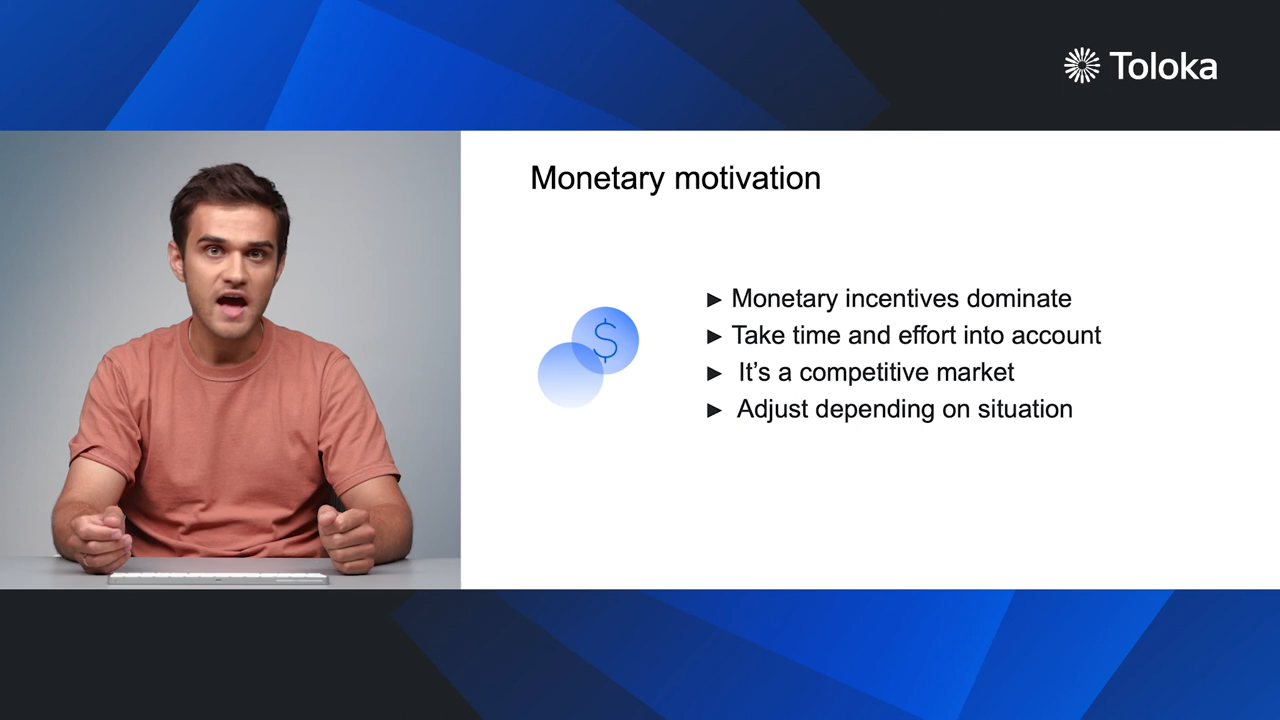 Toloka
Monetary motivation
$
► Monetary incentives dominate
► Take time and effort into account
► It’s a competitive market
► Adjust depending on situation